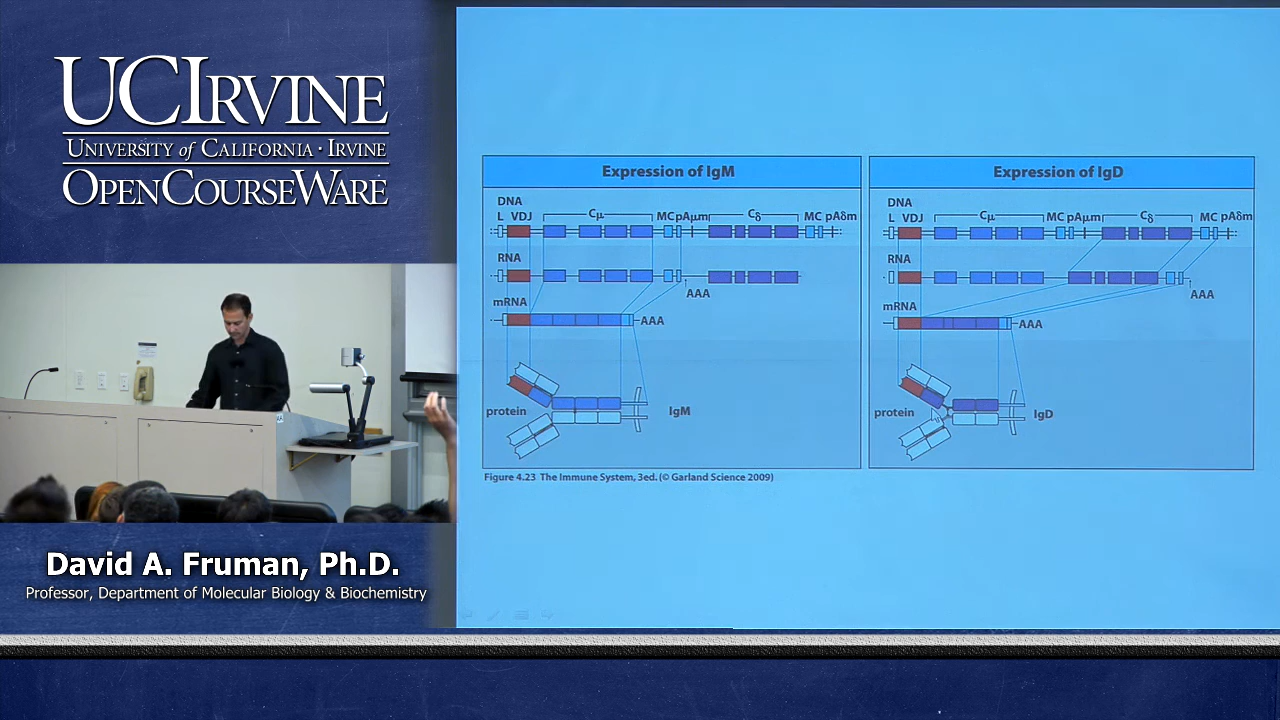 UCIRVINE
UNIVERSITY of CALIFORNIA · IRVINE
OPENCOURSEWARE
David A. Fruman, Ph.D.
Professor, Department of Molecular Biology & Biochemistry
Expression of IgM
DNA
L VDJ Cμ MC pAμm Cδ MC pAδm
RNA
AAA
mRNA
AAA
protein
IgM
Expression of IgD
DNA
L VDJ Cμ MC pAμm Cδ MC pAδm
RNA
AAA
mRNA
AAA
protein
IgD
Figure 4.23 The Immune System, 3ed. (© Garland Science 2009)